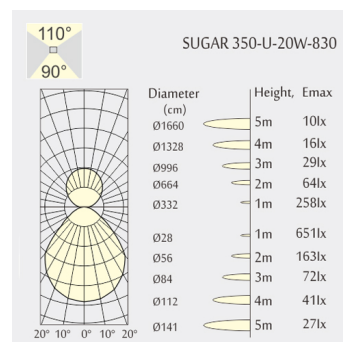 110°
90°
SUGAR 350-U-20W-830
Diameter Height, Emax
(cm)
Ø1660 5m 10lx
Ø1328 4m 16lx
Ø996 3m 29lx
Ø664 2m 64lx
Ø332 1m 258lx
Ø28 1m 651lx
Ø56 2m 163lx
Ø84 3m 72lx
Ø112 4m 41lx
Ø141 5m 27lx
20° 10° 0° 10° 20°